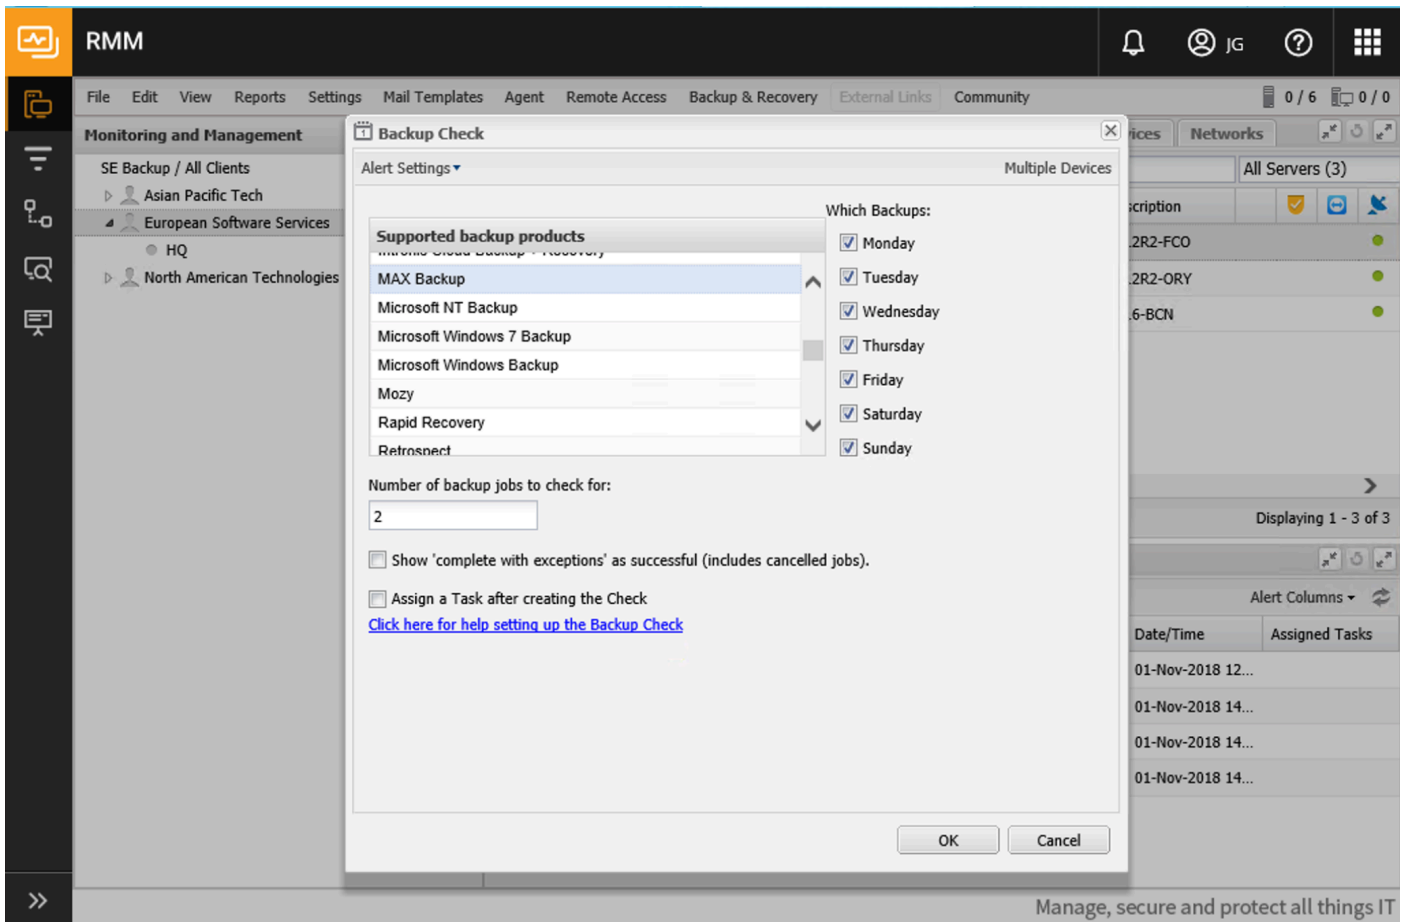 RMM
JG
File Edit View Reports Settings Mail Templates Agent Remote Access Backup & Recovery External Links Community 0 / 6 0 / 0
Monitoring and Management
SE Backup / All Clients
Asian Pacific Tech
European Software Services
HQ
North American Technologies
Backup Check
Alert Settings
Multiple Devices
Supported backup products
MAX Backup
Microsoft NT Backup
Microsoft Windows 7 Backup
Microsoft Windows Backup
Mozy
Rapid Recovery
Retrospect
Which Backups:
Monday
Tuesday
Wednesday
Thursday
Friday
Saturday
Sunday
Number of backup jobs to check for:
2
Show 'complete with exceptions' as successful (includes cancelled jobs).
Assign a Task after creating the Check
Click here for help setting up the Backup Check
OK Cancel
ices Networks
All Servers (3)
scription
.2R2-FCO
.2R2-ORY
.6-BCN
Displaying 1 - 3 of 3
Alert Columns
Date/Time Assigned Tasks
01-Nov-2018 12...
01-Nov-2018 14...
01-Nov-2018 14...
01-Nov-2018 14...
Manage, secure and protect all things IT